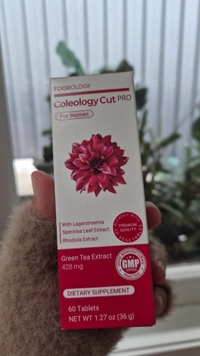 FOODOLOGY
Coleology Cut PRO
For Women
PREMIUM
QUALITY
With Lagerstroemia
Speciosa Leaf Extract,
Rhodiola Extract
Green Tea Extract
428 mg
GMP
DIETARY SUPPLEMENT
60 Tablets
NET WT 1.27 oz (36 g)